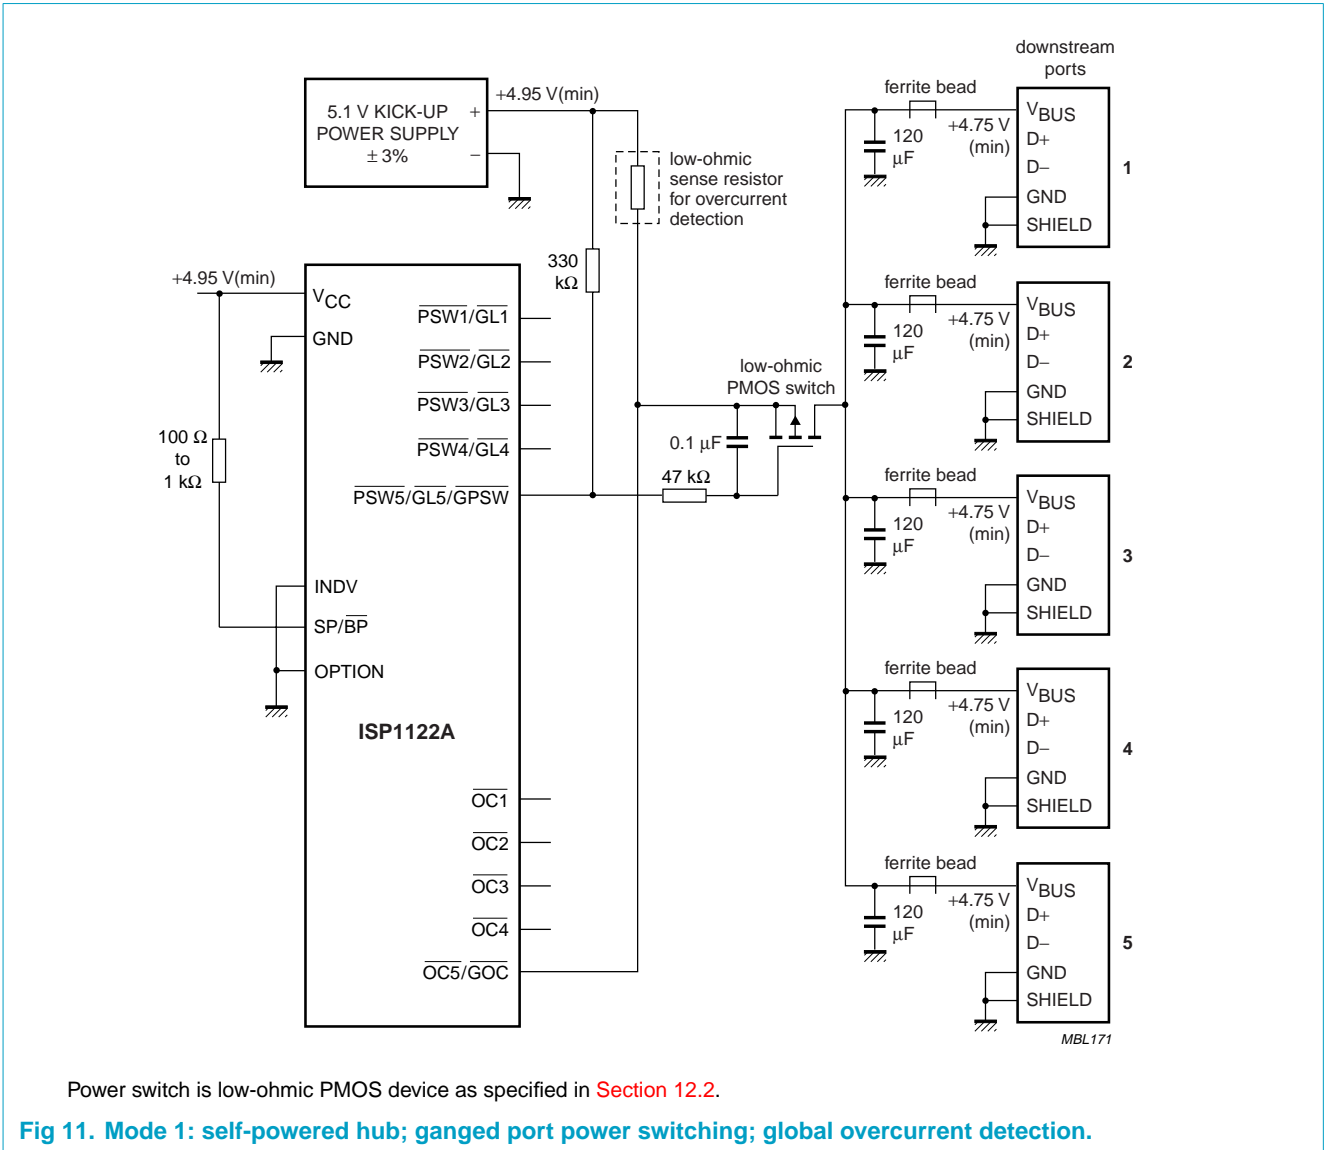 downstream
ports
5.1 V KICK-UP
POWER SUPPLY
± 3%
+
−
+4.95 V(min)
low-ohmic
sense resistor
for overcurrent
detection
330
kΩ
+4.95 V(min)
100 Ω
to
1 kΩ
VCC
GND
INDV
SP/BP
OPTION
ISP1122A
PSW1/GL1
PSW2/GL2
PSW3/GL3
PSW4/GL4
PSW5/GL5/GPSW
OC1
OC2
OC3
OC4
OC5/GOC
low-ohmic
PMOS switch
0.1 μF
47 kΩ
ferrite bead
120
μF
+4.75 V
(min)
VBUS
D+
D−
GND
SHIELD
1
ferrite bead
120
μF
+4.75 V
(min)
VBUS
D+
D−
GND
SHIELD
2
ferrite bead
120
μF
+4.75 V
(min)
VBUS
D+
D−
GND
SHIELD
3
ferrite bead
120
μF
+4.75 V
(min)
VBUS
D+
D−
GND
SHIELD
4
ferrite bead
120
μF
+4.75 V
(min)
VBUS
D+
D−
GND
SHIELD
5
MBL171
Power switch is low-ohmic PMOS device as specified in Section 12.2.
Fig 11. Mode 1: self-powered hub; ganged port power switching; global overcurrent detection.